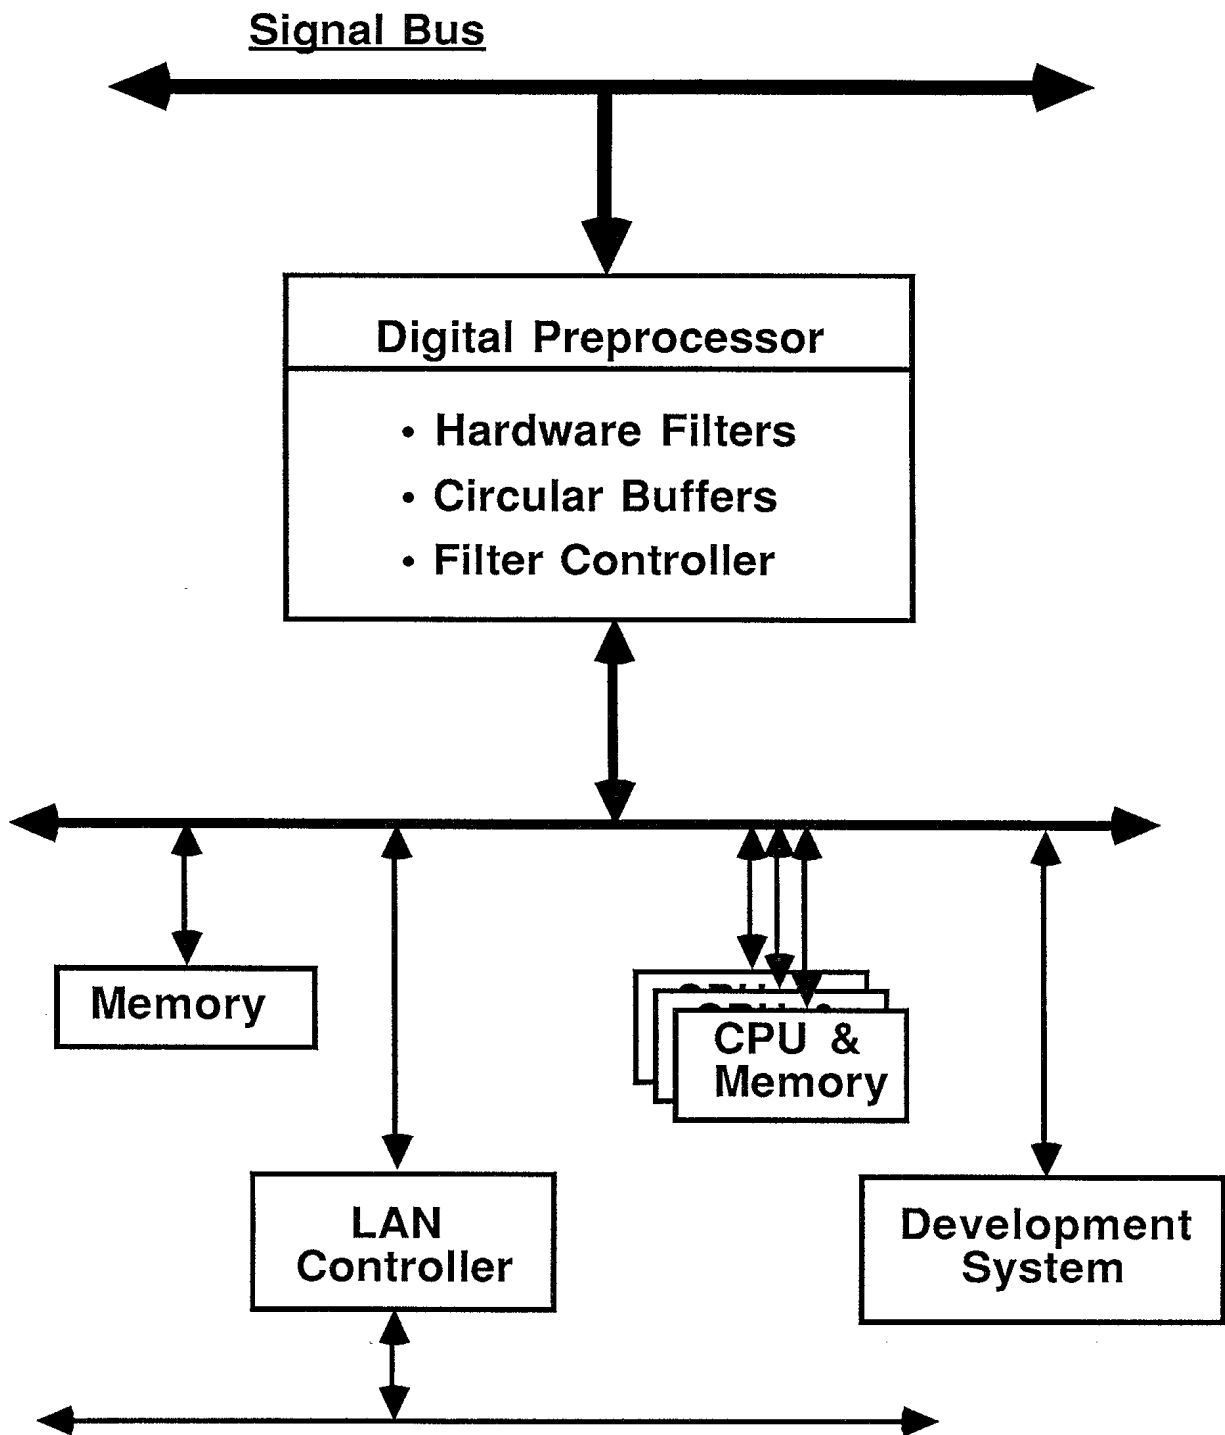 Signal Bus
Digital Preprocessor
• Hardware Filters
• Circular Buffers
• Filter Controller
Memory
CPU &
Memory
LAN
Controller
Development
System